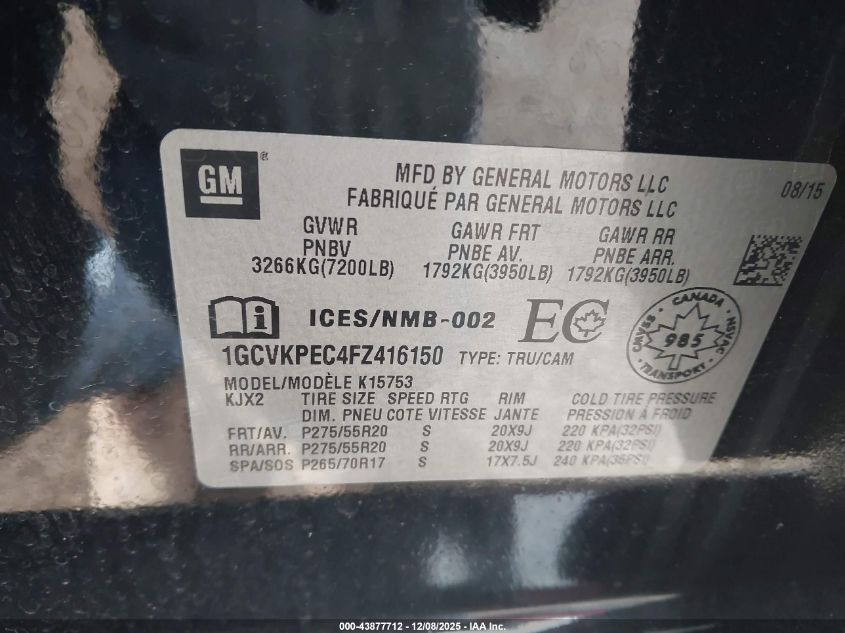 GM®
MFD BY GENERAL MOTORS LLC
FABRIQUÉ PAR GENERAL MOTORS LLC
08/15
GVWR GAWR FRT GAWR RR
PNBV PNBE AV. PNBE ARR.
3266KG(7200LB) 1792KG(3950LB) 1792KG(3950LB)
i ICES/NMB-002 EC
CANADA
CMVSS 985 NSVAC
TRANSPORT
1GCVKPEC4FZ416150 TYPE: TRU/CAM
MODEL/MODÈLE K15753
KJX2 TIRE SIZE SPEED RTG RIM COLD TIRE PRESSURE
DIM. PNEU COTE VITESSE JANTE PRESSION À FROID
FRT/AV. P275/55R20 S 20X9J 220 KPA(32PSI)
RR/ARR. P275/55R20 S 20X9J 220 KPA(32PSI)
SPA/SOS P265/70R17 S 17X7.5J 240 KPA(35PSI)
000-43877712 - 12/08/2025 - IAA Inc.